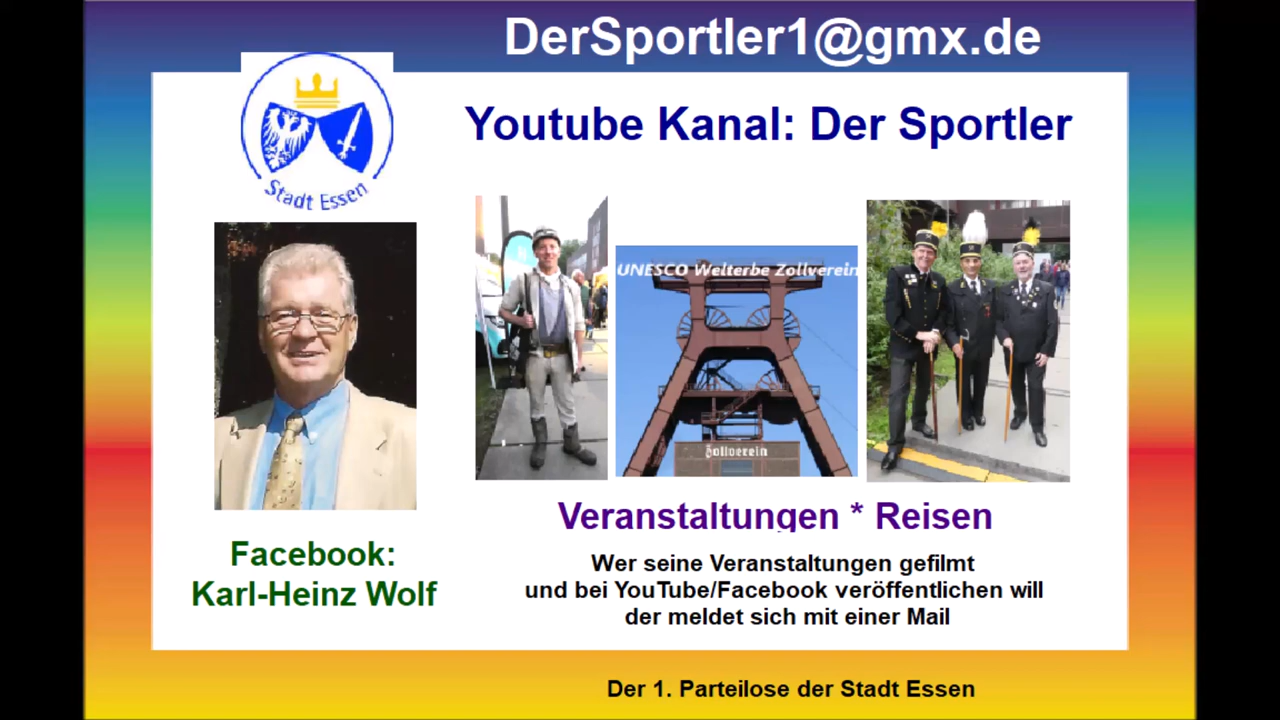 DerSportler1@gmx.de
Youtube Kanal: Der Sportler
Stadt Essen
UNESCO Welterbe Zollverein
Zollverein
Veranstaltungen * Reisen
Facebook:
Karl-Heinz Wolf
Wer seine Veranstaltungen gefilmt
und bei YouTube/Facebook veröffentlichen will
der meldet sich mit einer Mail
Der 1. Parteilose der Stadt Essen